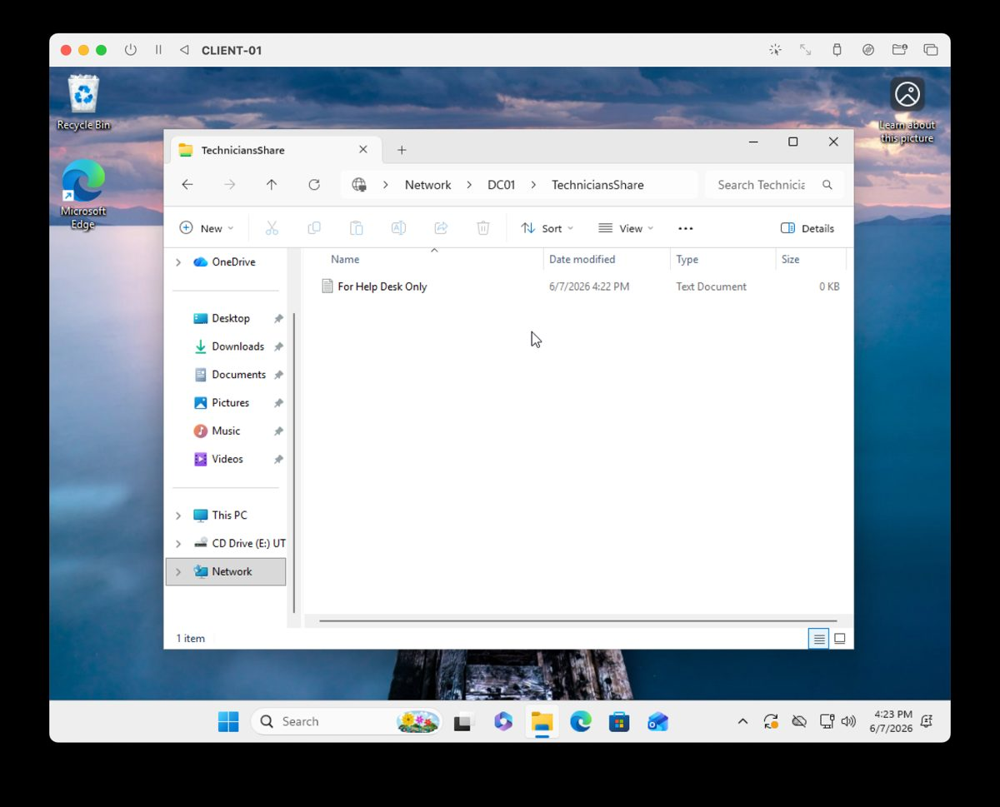 CLIENT-01
Recycle Bin
Learn about
this picture
Microsoft
Edge
TechniciansShare
Network
DC01
TechniciansShare
Search Technicia
New
Sort
View
Details
Name
Date modified
Type
Size
OneDrive
For Help Desk Only
6/7/2026 4:22 PM
Text Document
0 KB
Desktop
Downloads
Documents
Pictures
Music
Videos
This PC
CD Drive (E:) UT
Network
1 item
Search
4:23 PM
6/7/2026